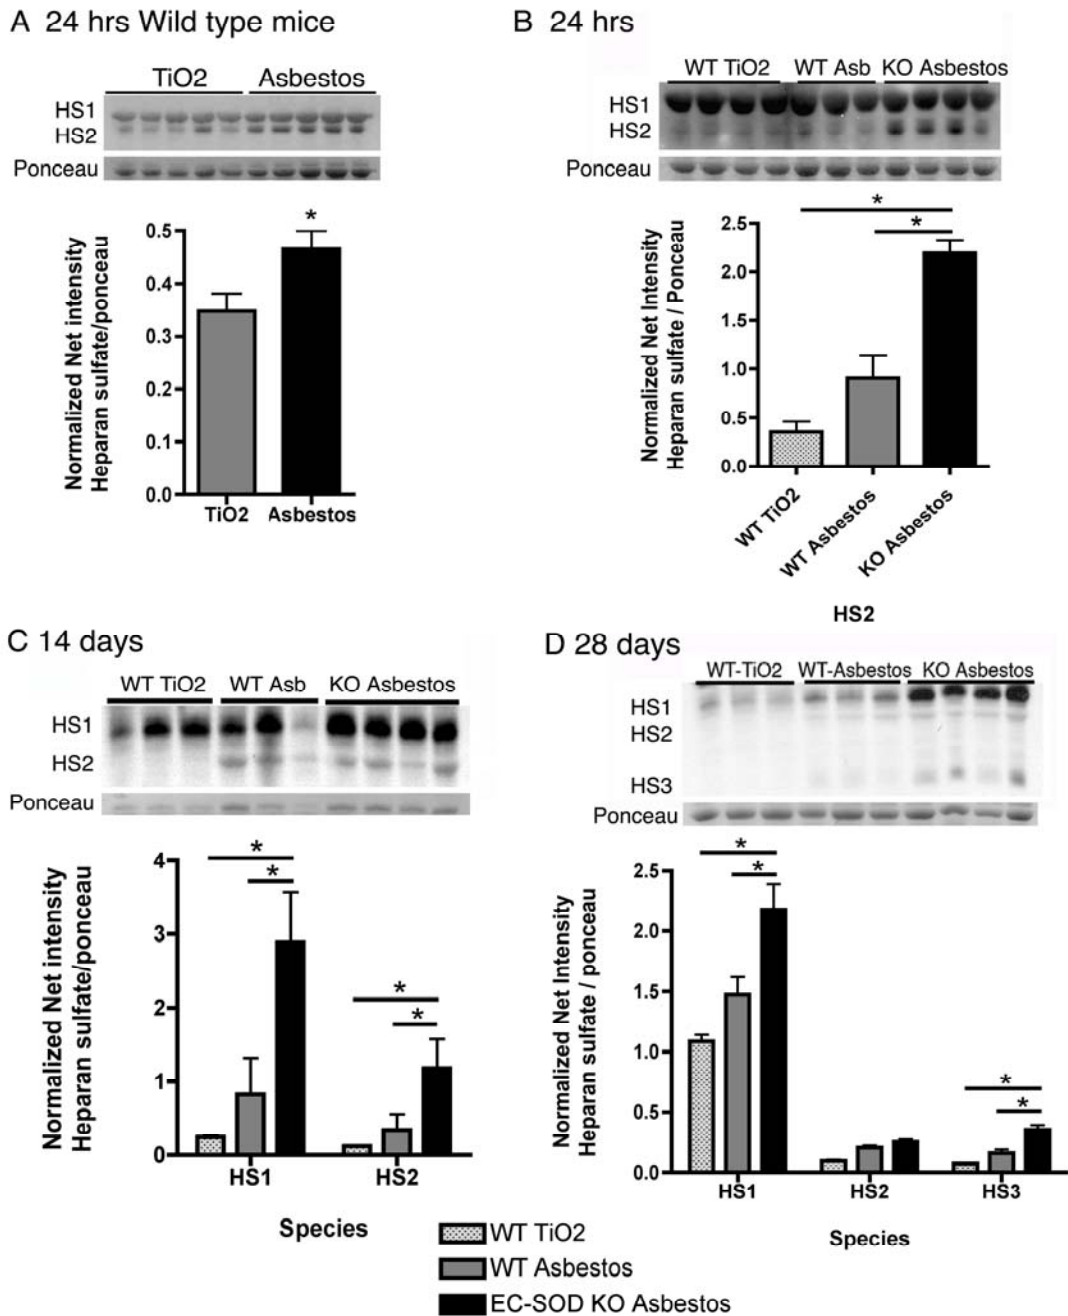 A 24 hrs Wild type mice
TiO2 Asbestos
HS1
HS2
Ponceau
*
Normalized Net intensity
Heparan sulfate/ponceau
0.5
0.4
0.3
0.2
0.1
0.0
TiO2 Asbestos
B 24 hrs
WT TiO2 WT Asb KO Asbestos
HS1
HS2
Ponceau
*
*
Normalized Net Intensity
Heparan sulfate / Ponceau
2.5
2.0
1.5
1.0
0.5
0.0
WT TiO2
WT Asbestos
KO Asbestos
HS2
C 14 days
WT TiO2 WT Asb KO Asbestos
HS1
HS2
Ponceau
*
*
*
*
Normalized Net intensity
Heparan sulfate/ponceau
4
3
2
1
0
HS1 HS2
Species
D 28 days
WT-TiO2 WT-Asbestos KO Asbestos
HS1
HS2
HS3
Ponceau
*
*
*
*
Normalized Net Intensity
Heparan sulfate / ponceau
2.5
2.0
1.5
1.0
0.5
0.0
HS1 HS2 HS3
Species
WT TiO2
WT Asbestos
EC-SOD KO Asbestos